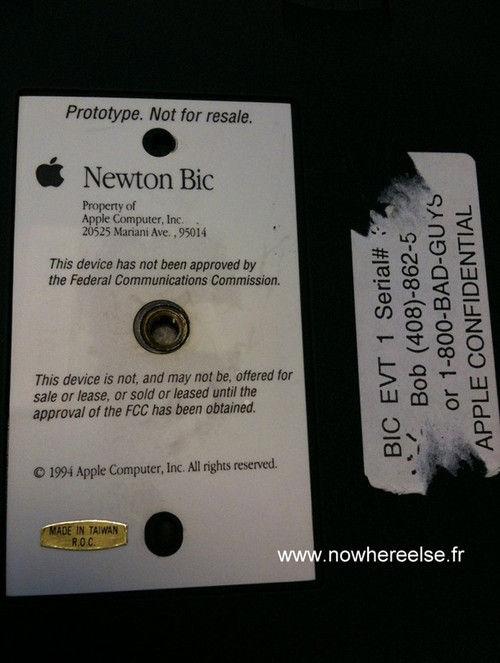 Prototype. Not for resale.
Newton Bic
Property of
Apple Computer, Inc.
20525 Mariani Ave. , 95014
This device has not been approved by
the Federal Communications Commission.
This device is not, and may not be, offered for
sale or lease, or sold or leased until the
approval of the FCC has been obtained.
© 1994 Apple Computer, Inc. All rights reserved.
MADE IN TAIWAN
R.O.C.
BIC EVT 1 Serial#
Bob (408)-862-5
or 1-800-BAD-GUYS
APPLE CONFIDENTIAL
www.nowhereelse.fr